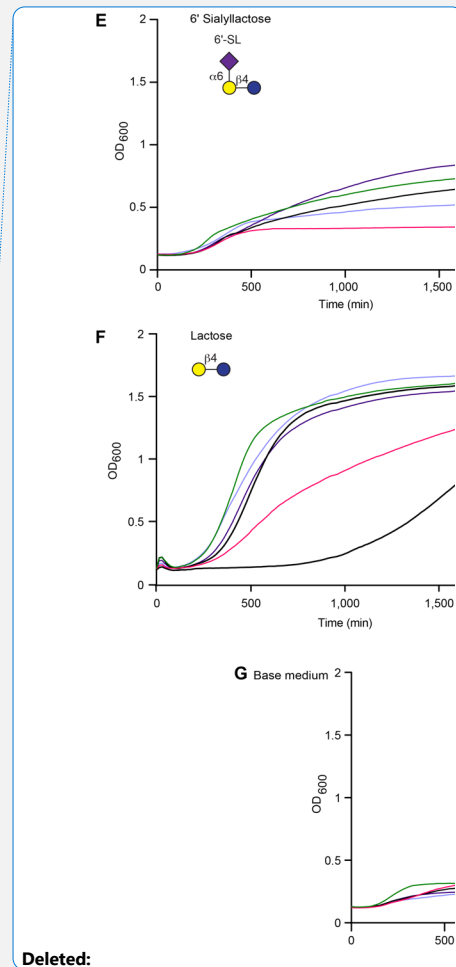 E
6' Sialyllactose
2
6'-SL
α6
β4
1.5
OD600
1
0.5
0
0 500 1,000 1,500
Time (min)
F
Lactose
2
β4
1.5
OD600
1
0.5
0
0 500 1,000 1,500
Time (min)
G Base medium
2
1.5
OD600
1
0.5
0
0 500
Deleted: